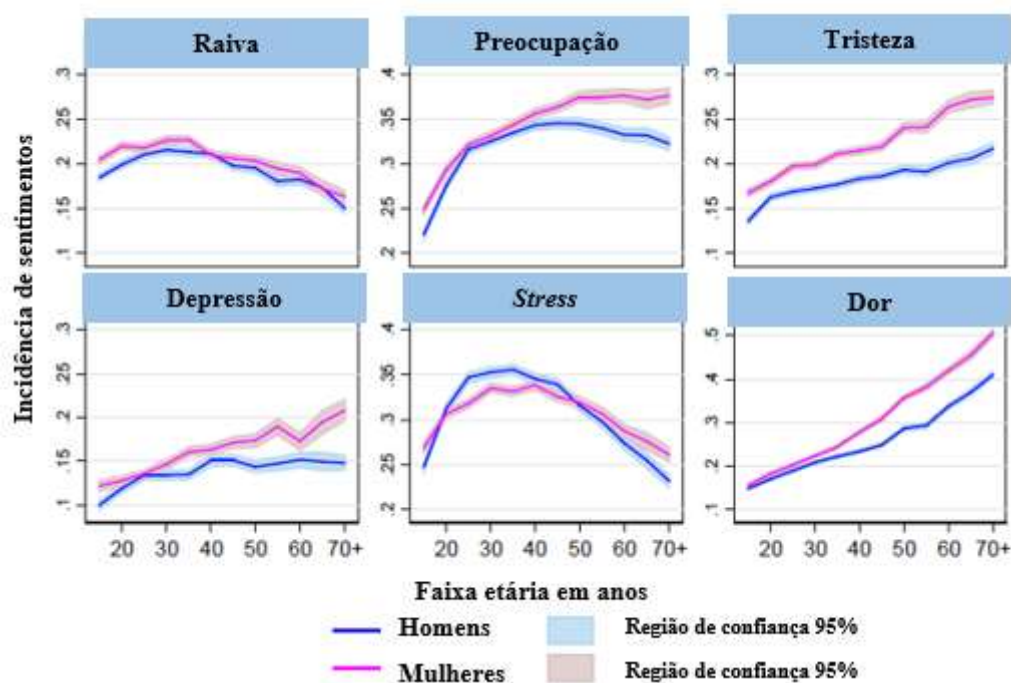 Raiva
Preocupação
Tristeza
Incidência de sentimentos
.3
.25
.2
.15
.1
.4
.35
.3
.25
.2
.3
.25
.2
.15
.1
Depressão
Stress
Dor
.3
.25
.2
.15
.1
.4
.35
.3
.25
.2
.5
.4
.3
.2
.1
20 30 40 50 60 70+
20 30 40 50 60 70+
20 30 40 50 60 70+
Faixa etária em anos
Homens Região de confiança 95%
Mulheres Região de confiança 95%